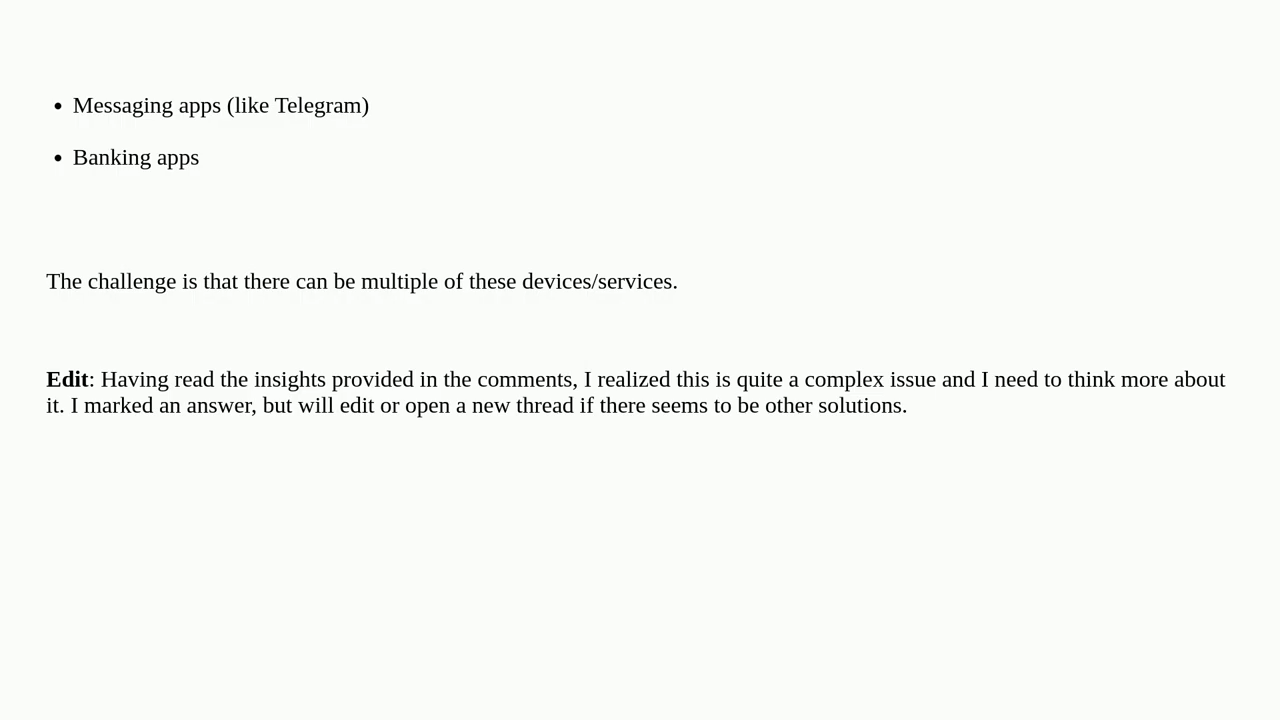 • Messaging apps (like Telegram)
• Banking apps
The challenge is that there can be multiple of these devices/services.
Edit: Having read the insights provided in the comments, I realized this is quite a complex issue and I need to think more about
it. I marked an answer, but will edit or open a new thread if there seems to be other solutions.